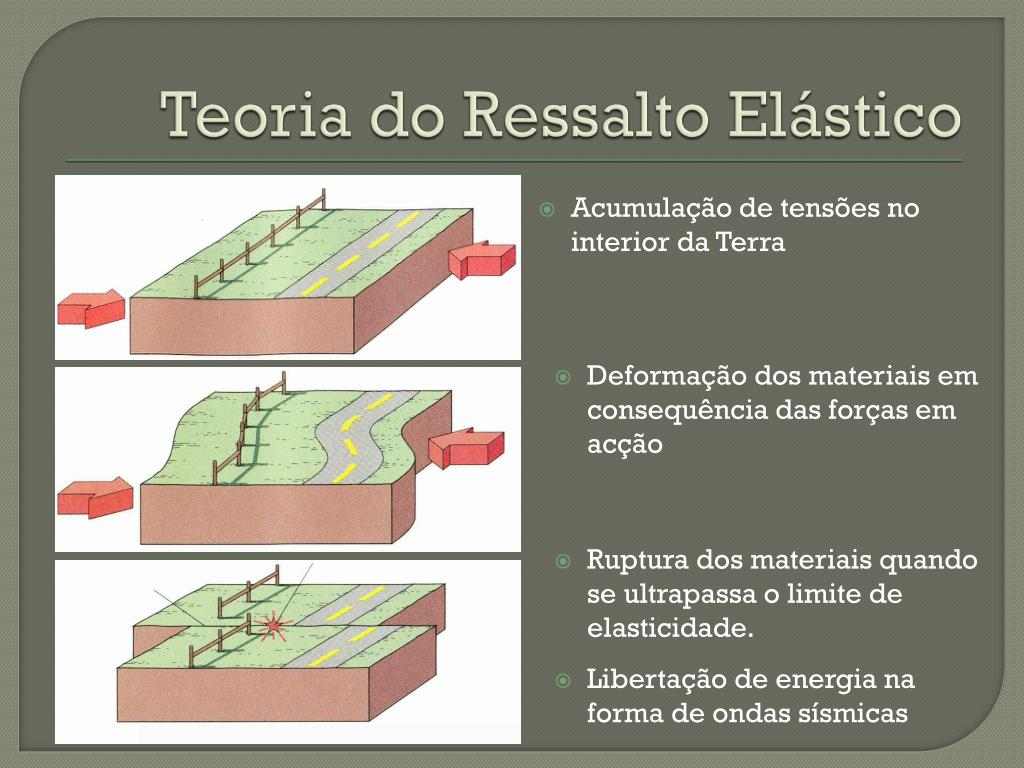 Teoria do Ressalto Elástico
Acumulação de tensões no
interior da Terra
Deformação dos materiais em
consequência das forças em
acção
Ruptura dos materiais quando
se ultrapassa o limite de
elasticidade.
Libertação de energia na
forma de ondas sísmicas